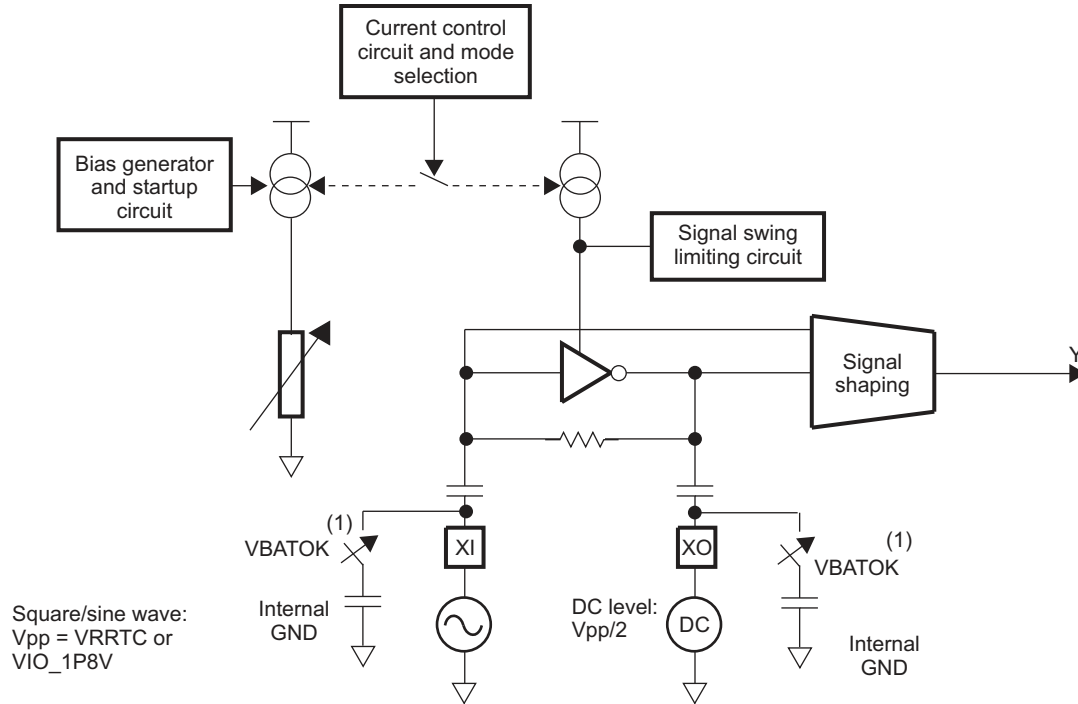 Current control
circuit and mode
selection
Bias generator
and startup
circuit
Signal swing
limiting circuit
Signal
shaping
Y
(1)
VBATOK
XI
XO
(1)
VBATOK
Square/sine wave:
Vpp = VRRTC or
VIO_1P8V
Internal
GND
DC level:
Vpp/2
DC
Internal
GND